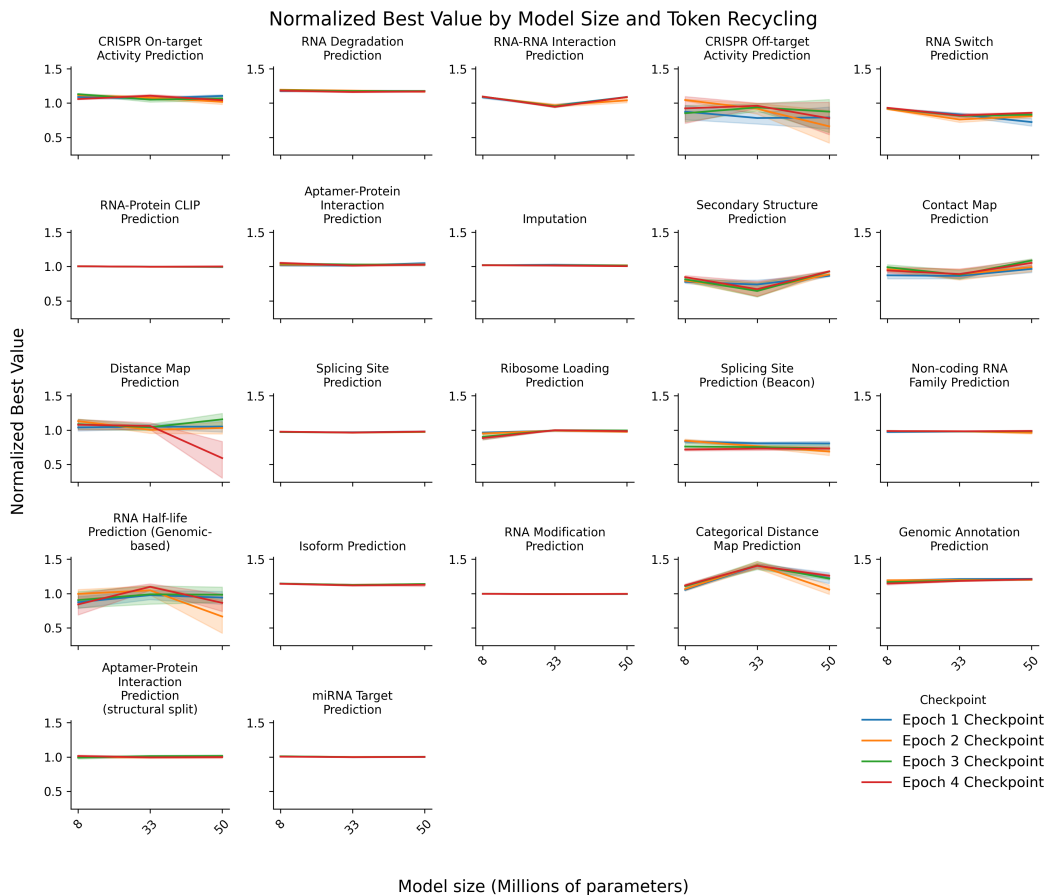 Normalized Best Value by Model Size and Token Recycling
CRISPR On-target
Activity Prediction
RNA Degradation
Prediction
RNA-RNA Interaction
Prediction
CRISPR Off-target
Activity Prediction
RNA Switch
Prediction
1.5
1.0
0.5
1.5
1.5
1.5
1.5
RNA-Protein CLIP
Prediction
Aptamer-Protein
Interaction
Prediction
Imputation
Secondary Structure
Prediction
Contact Map
Prediction
1.5
1.0
0.5
1.5
1.5
1.5
1.5
Normalized Best Value
Distance Map
Prediction
Splicing Site
Prediction
Ribosome Loading
Prediction
Splicing Site
Prediction (Beacon)
Non-coding RNA
Family Prediction
1.5
1.0
0.5
1.5
1.5
1.5
1.5
RNA Half-life
Prediction (Genomic-
based)
Isoform Prediction
RNA Modification
Prediction
Categorical Distance
Map Prediction
Genomic Annotation
Prediction
1.5
1.0
0.5
1.5
1.5
1.5
1.5
8
33
50
8
33
50
8
33
50
Aptamer-Protein
Interaction
Prediction
(structural split)
miRNA Target
Prediction
1.5
1.0
0.5
1.5
8
33
50
8
33
50
Checkpoint
Epoch 1 Checkpoint
Epoch 2 Checkpoint
Epoch 3 Checkpoint
Epoch 4 Checkpoint
Model size (Millions of parameters)